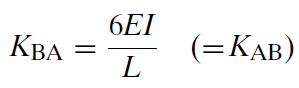 K_BA = 6EI/L (=K_AB)